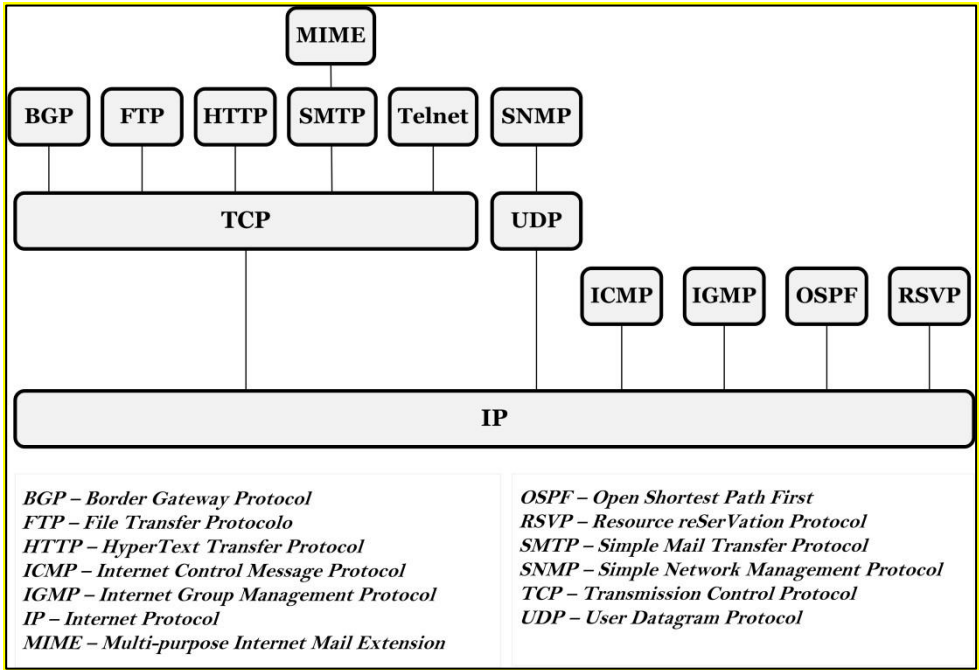 MIME
BGP FTP HTTP SMTP Telnet SNMP
TCP UDP
ICMP IGMP OSPF RSVP
IP
BGP – Border Gateway Protocol
FTP – File Transfer Protocolo
HTTP – HyperText Transfer Protocol
ICMP – Internet Control Message Protocol
IGMP – Internet Group Management Protocol
IP – Internet Protocol
MIME – Multi-purpose Internet Mail Extension
OSPF – Open Shortest Path First
RSVP – Resource reSerVation Protocol
SMTP – Simple Mail Transfer Protocol
SNMP – Simple Network Management Protocol
TCP – Transmission Control Protocol
UDP – User Datagram Protocol